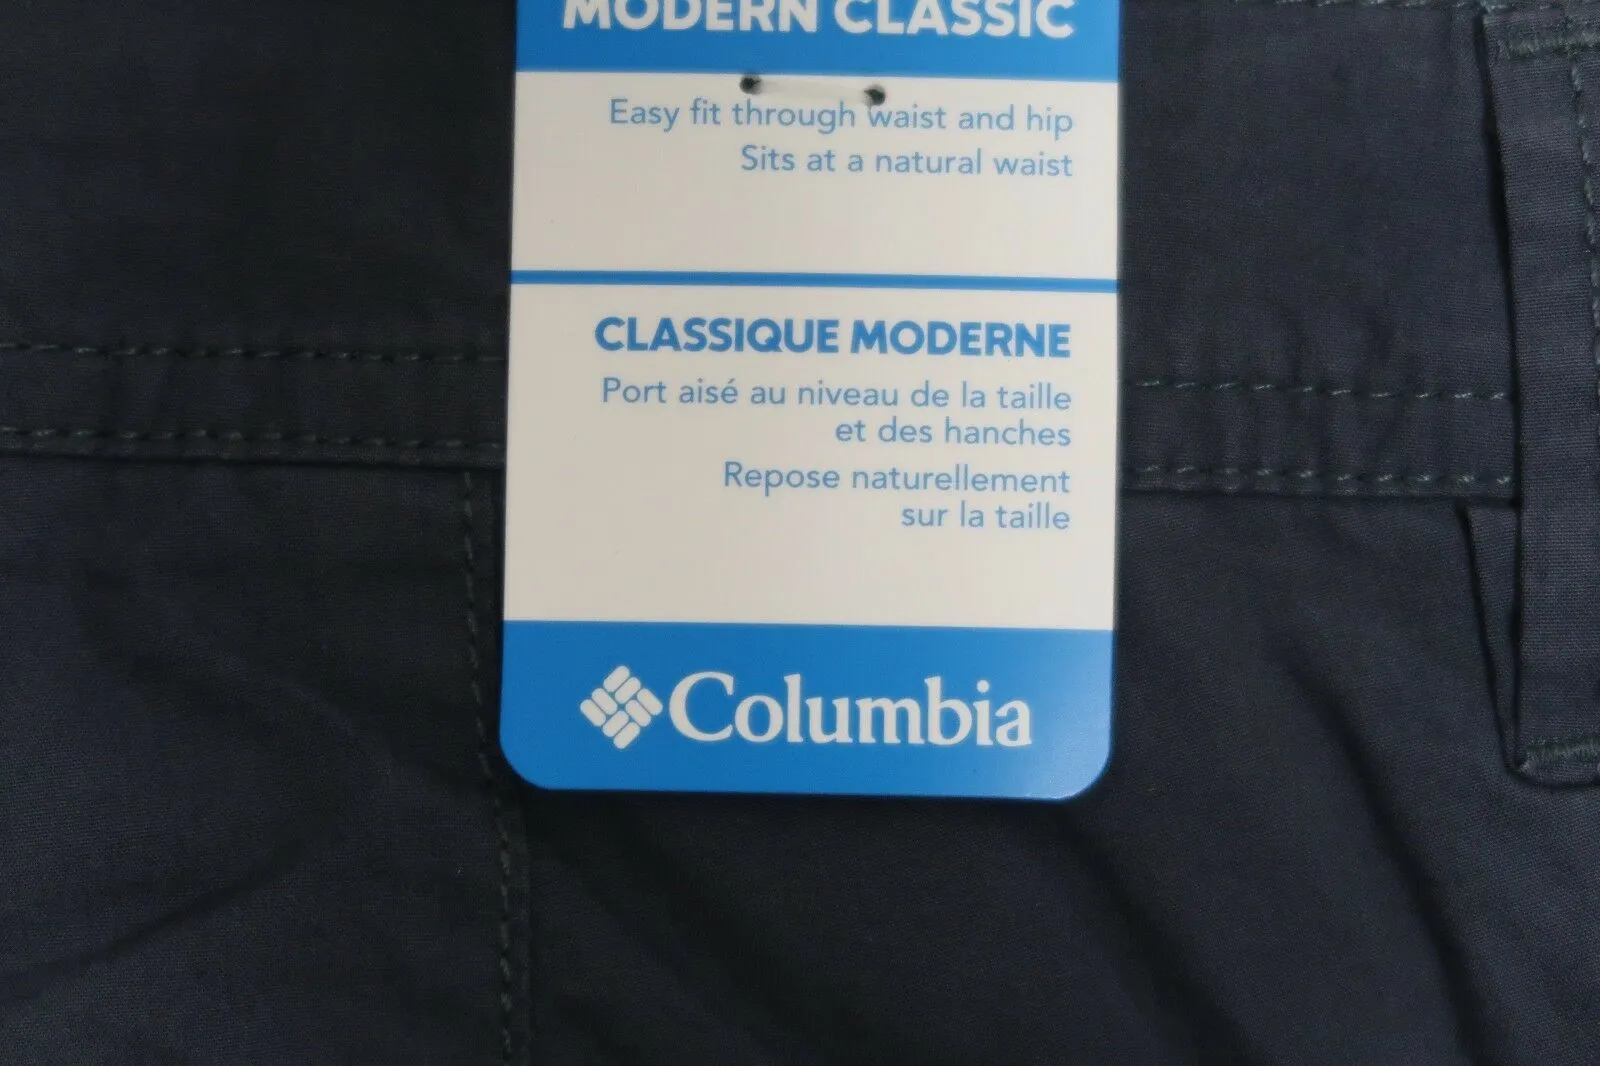 MODERN CLASSIC
Easy fit through waist and hip
Sits at a natural waist
CLASSIQUE MODERNE
Port aisé au niveau de la taille
et des hanches
Repose naturellement
sur la taille
Columbia